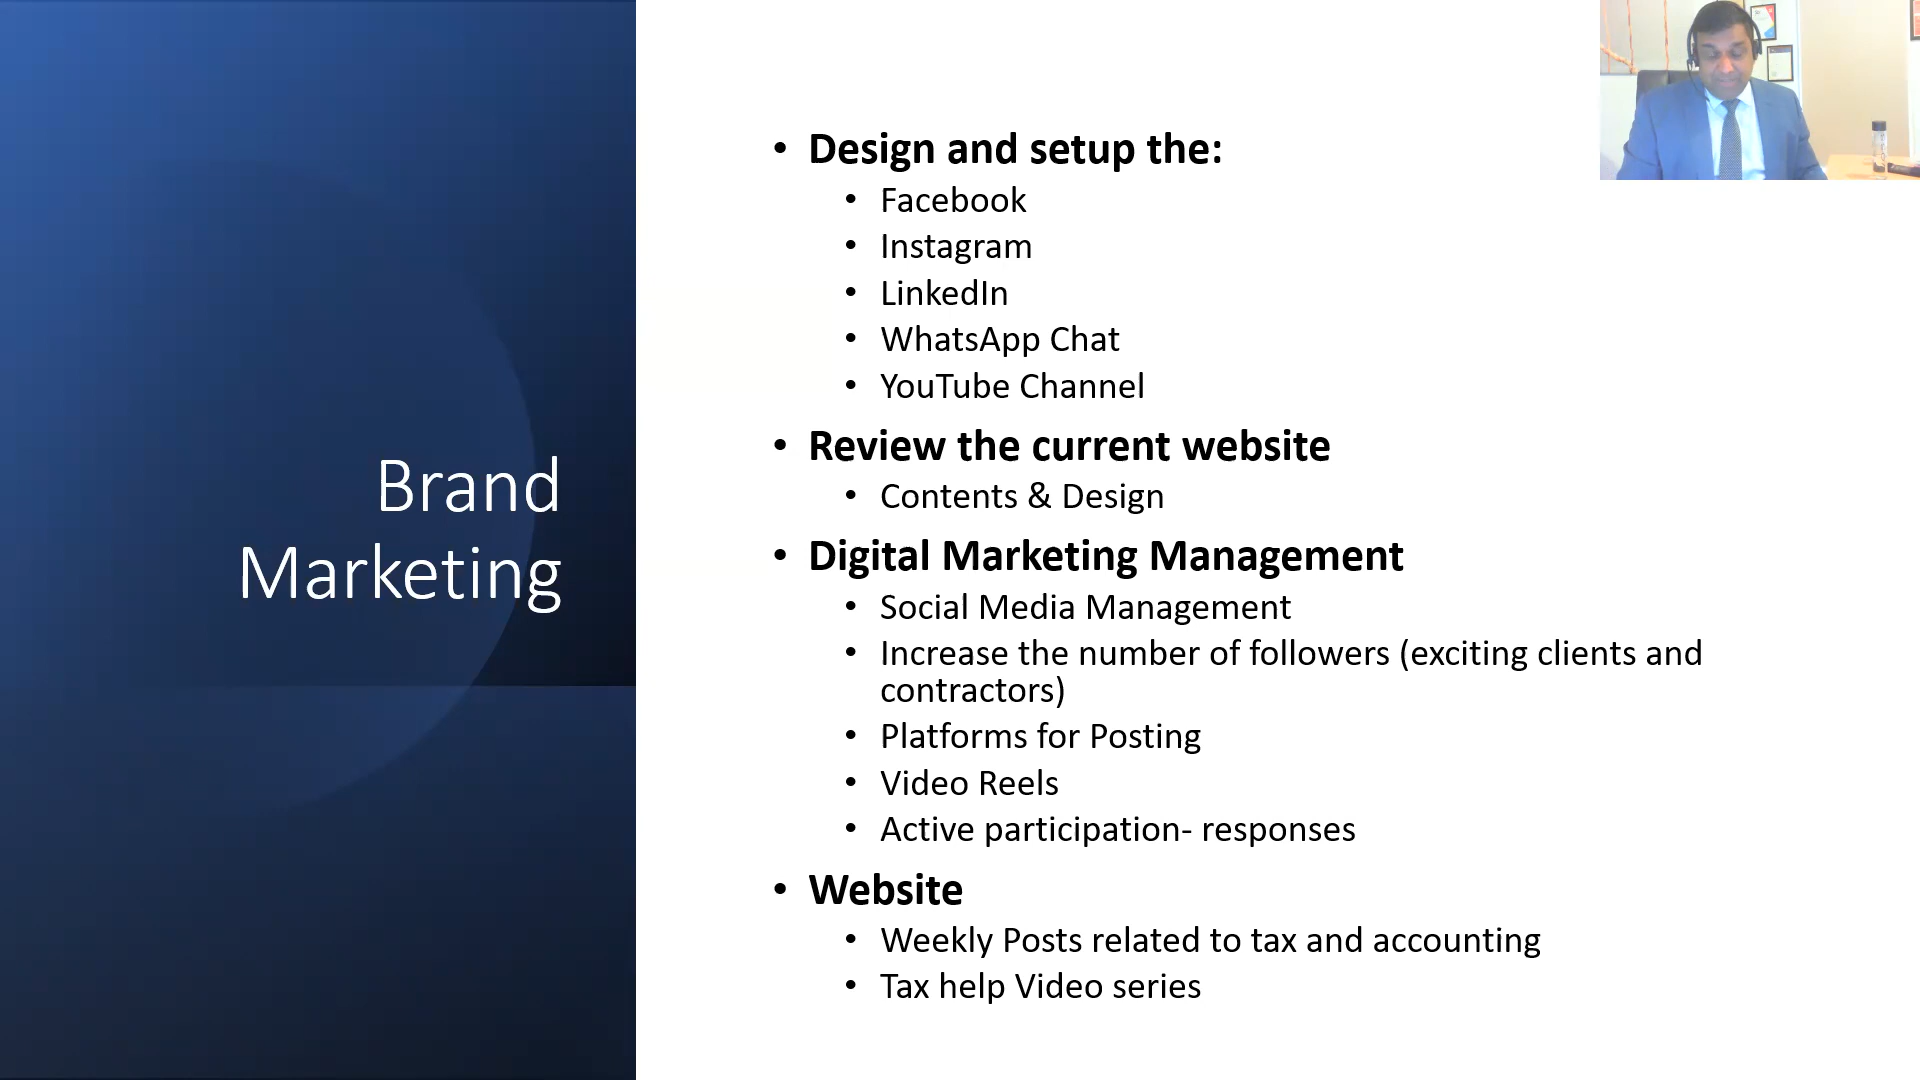 Brand
Marketing
• Design and setup the:
• Facebook
• Instagram
• LinkedIn
• WhatsApp Chat
• YouTube Channel
• Review the current website
• Contents & Design
• Digital Marketing Management
• Social Media Management
• Increase the number of followers (exciting clients and
contractors)
• Platforms for Posting
• Video Reels
• Active participation- responses
• Website
• Weekly Posts related to tax and accounting
• Tax help Video series